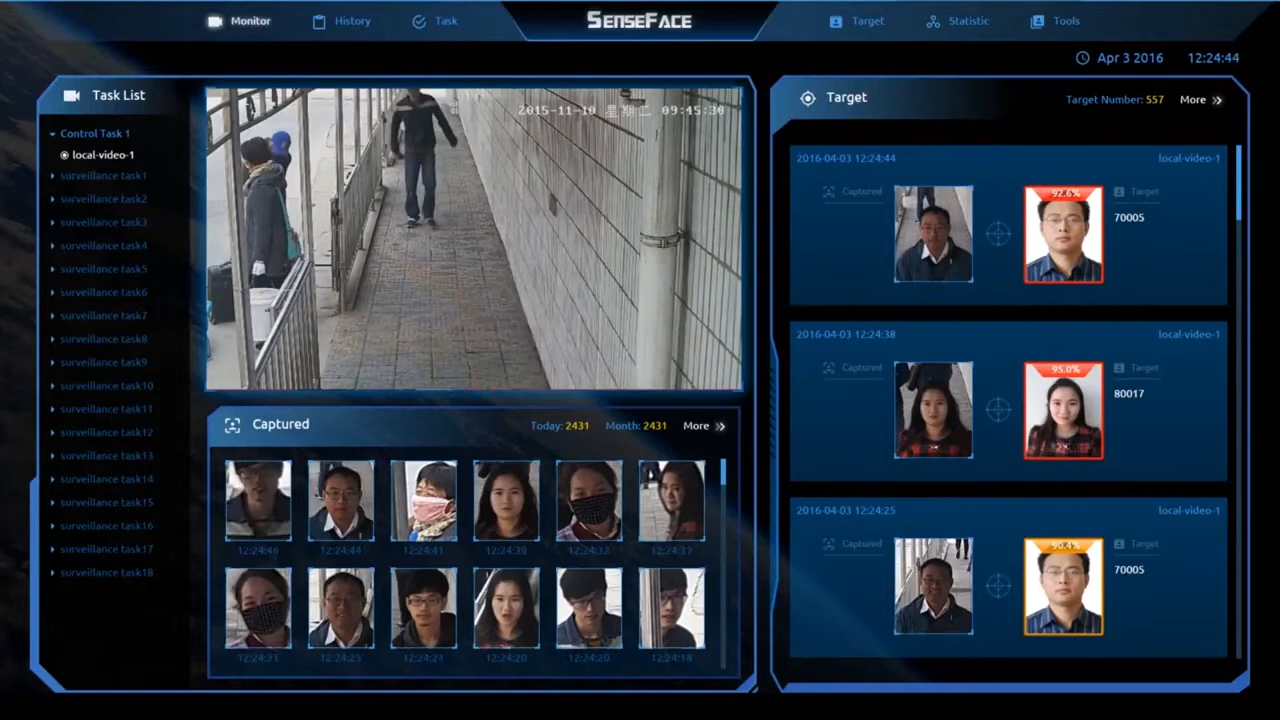 Monitor
History
Task
SENSEFACE
Target
Statistic
Tools
Apr 3 2016 12:24:44
Task List
Control Task 1
local-video-1
surveillance task1
surveillance task2
surveillance task3
surveillance task4
surveillance task5
surveillance task6
surveillance task7
surveillance task8
surveillance task9
surveillance task10
surveillance task11
surveillance task12
surveillance task13
surveillance task14
surveillance task15
surveillance task16
surveillance task17
surveillance task18
2015-11-10 星期二 09:45:30
Captured
Today: 2431 Month: 2431 More
12:24:46 12:24:44 12:24:41 12:24:39 12:24:32
12:24:25 12:24:21 12:24:20 12:24:20 12:24:18
Target
Target Number: 557 More
2016-04-03 12:24:44 local-video-1
Captured
92.6%
Target
70005
2016-04-03 12:24:38 local-video-1
Captured
95.0%
Target
80017
2016-04-03 12:24:25 local-video-1
Captured
90.4%
Target
70005